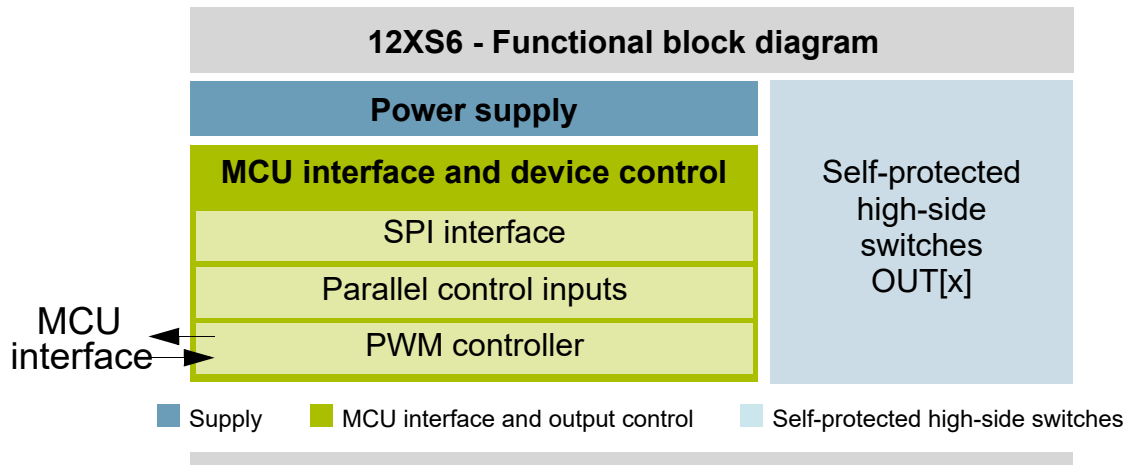 12XS6 - Functional block diagram
Power supply
MCU interface and device control
SPI interface
Parallel control inputs
PWM controller
Self-protected
high-side
switches
OUT[x]
MCU
interface
Supply
MCU interface and output control
Self-protected high-side switches